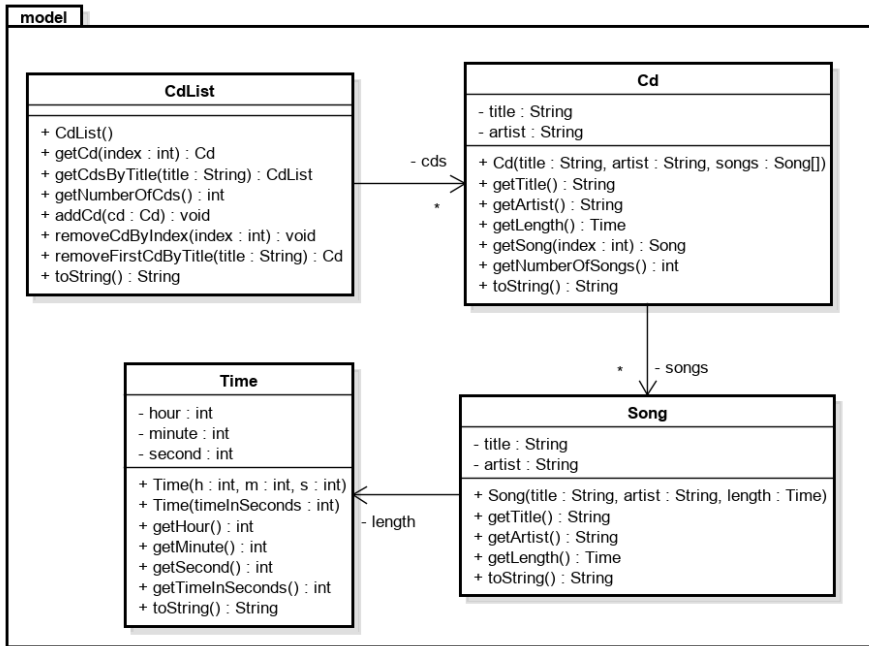 model
CdList
+ CdList()
+ getCd(index : int) : Cd
+ getCdsByTitle(title : String) : CdList
+ getNumberOfCds() : int
+ addCd(cd : Cd) : void
+ removeCdByIndex(index : int) : void
+ removeFirstCdByTitle(title : String) : Cd
+ toString() : String
- cds
*
Cd
- title : String
- artist : String
+ Cd(title : String, artist : String, songs : Song[])
+ getTitle() : String
+ getArtist() : String
+ getLength() : Time
+ getSong(index : int) : Song
+ getNumberOfSongs() : int
+ toString() : String
* - songs
Time
- hour : int
- minute : int
- second : int
+ Time(h : int, m : int, s : int)
+ Time(timeInSeconds : int)
+ getHour() : int
+ getMinute() : int
+ getSecond() : int
+ getTimeInSeconds() : int
+ toString() : String
- length
Song
- title : String
- artist : String
+ Song(title : String, artist : String, length : Time)
+ getTitle() : String
+ getArtist() : String
+ getLength() : Time
+ toString() : String